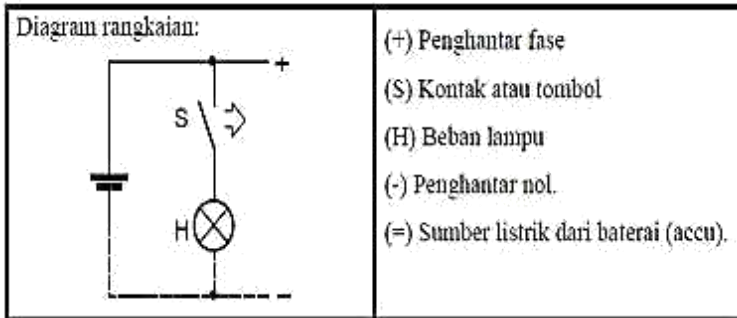 Diagram rangkaian:
+
S
H
-
(+) Penghantar fase
(S) Kontak atau tombol
(H) Beban lampu
(-) Penghantar nol.
(=) Sumber listrik dari baterai (accu).